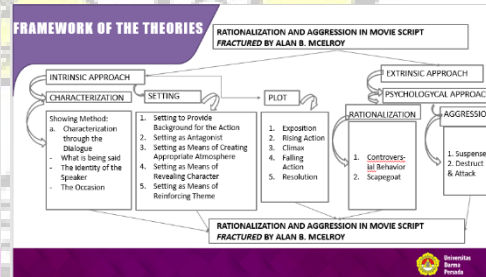 FRAMEWORK OF THE THEORIES
RATIONALIZATION AND AGGRESSION IN MOVIE SCRIPT
FRACTURED BY ALAN B. MCELROY
INTRINSIC APPROACH
EXTRINSIC APPROACH
CHARACTERIZATION
SETTING
PLOT
PSYCHOLOGYCAL APPROAC
RATIONALIZATION
AGGRESSIO
Showing Method:
a. Characterization
through the
Dialogue
- What is being said
- The Identity of the
Speaker
- The Occasion
1. Setting to Provide
Background for the Action
2. Setting as Antagonist
3. Setting as Means of Creating
Appropriate Atmosphere
4. Setting as Means of
Revealing Character
5. Setting as Means of
Reinforcing Theme
1. Exposition
2. Rising Action
3. Climax
4. Falling
Action
5. Resolution
1. Controvers-
ial Behavior
2. Scapegoat
1. Suspense
2. Destruct
& Attack
RATIONALIZATION AND AGGRESSION IN MOVIE SCRIPT
FRACTURED BY ALAN B. MCELROY
Universitas
Darma
Persada